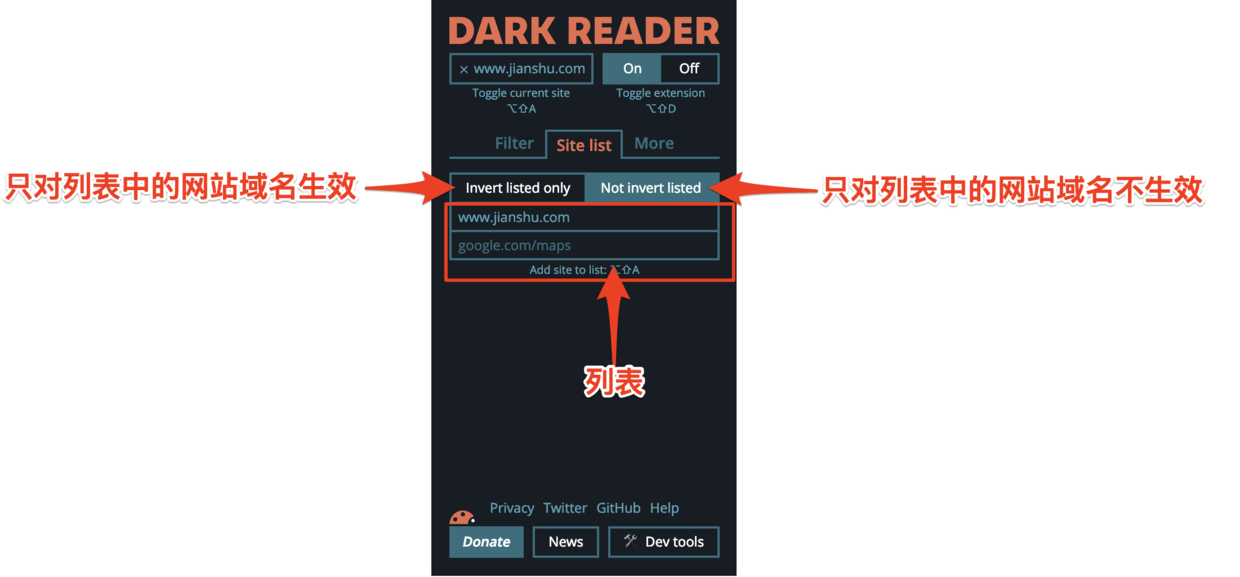 DARK READER
× www.jianshu.com
On
Off
Toggle current site
⌥⇧A
Toggle extension
⌥⇧D
Filter
Site list
More
只对列表中的网站域名生效
Invert listed only
Not invert listed
只对列表中的网站域名不生效
www.jianshu.com
google.com/maps
Add site to list: ⌥⇧A
列表
Privacy
Twitter
GitHub
Help
Donate
News
Dev tools